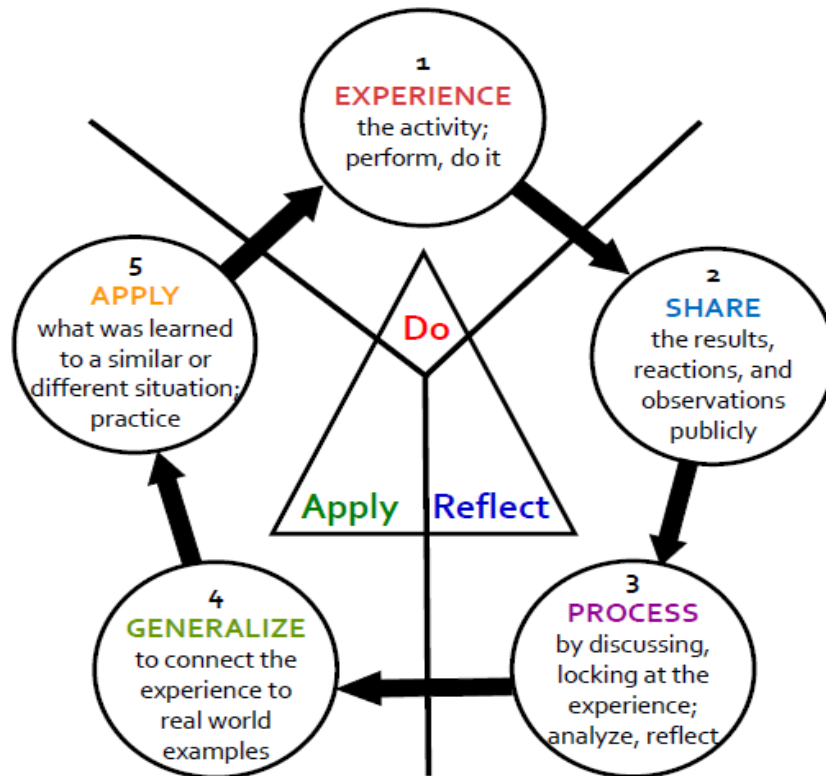 1
EXPERIENCE
the activity;
perform, do it
2
SHARE
the results,
reactions, and
observations
publicly
3
PROCESS
by discussing,
locking at the
experience;
analyze, reflect
4
GENERALIZE
to connect the
experience to
real world
examples
5
APPLY
what was learned
to a similar or
different situation;
practice
Do
Apply Reflect